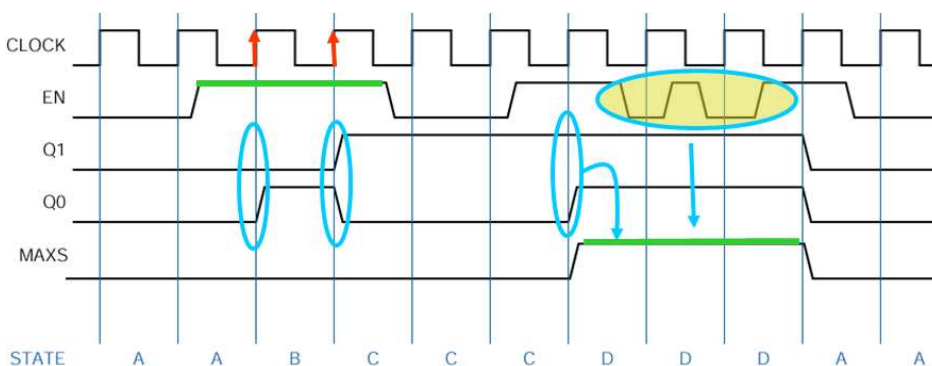 CLOCK
EN
Q1
Q0
MAXS
STATE A A B C C C D D D A A